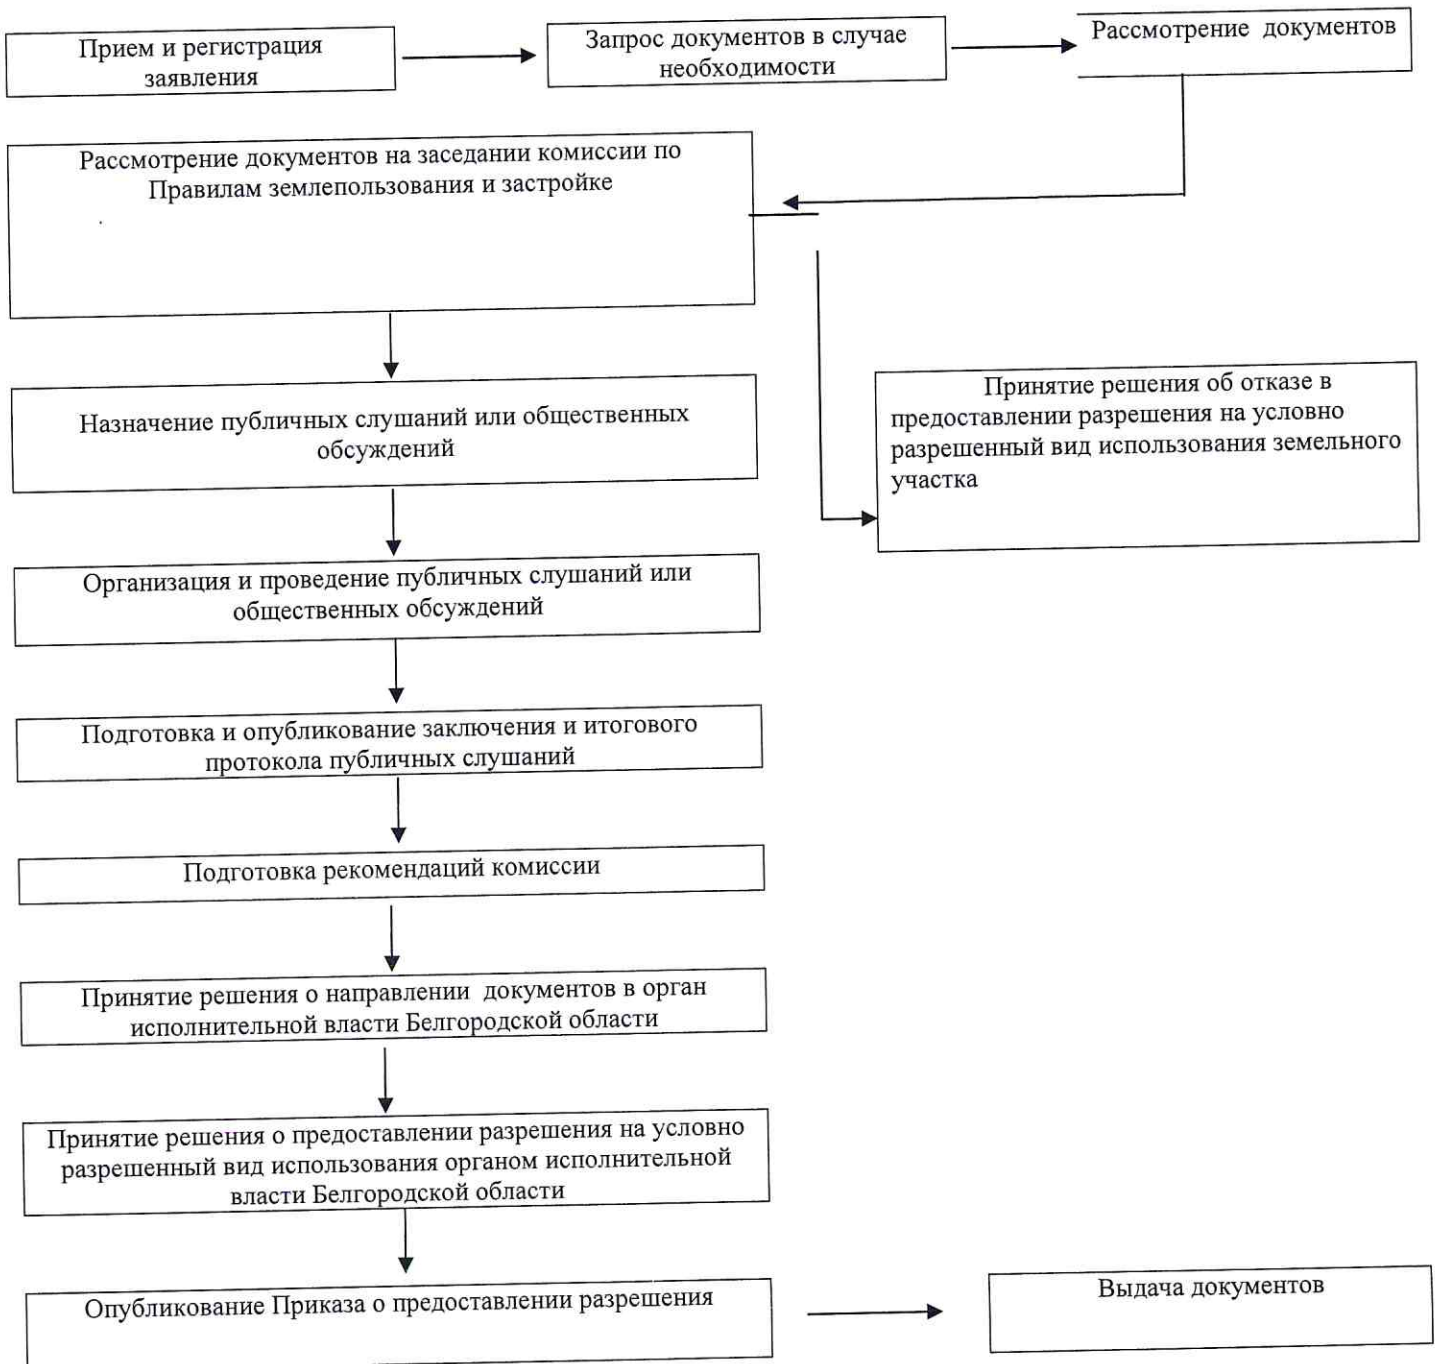 Прием и регистрация
заявления
Запрос документов в случае
необходимости
Рассмотрение документов
Рассмотрение документов на заседании комиссии по
Правилам землепользования и застройке
Назначение публичных слушаний или общественных
обсуждений
Принятие решения об отказе в
предоставлении разрешения на условно
разрешенный вид использования земельного
участка
Организация и проведение публичных слушаний или
общественных обсуждений
Подготовка и опубликование заключения и итогового
протокола публичных слушаний
Подготовка рекомендаций комиссии
Принятие решения о направлении документов в орган
исполнительной власти Белгородской области
Принятие решения о предоставлении разрешения на условно
разрешенный вид использования органом исполнительной
власти Белгородской области
Опубликование Приказа о предоставлении разрешения
Выдача документов